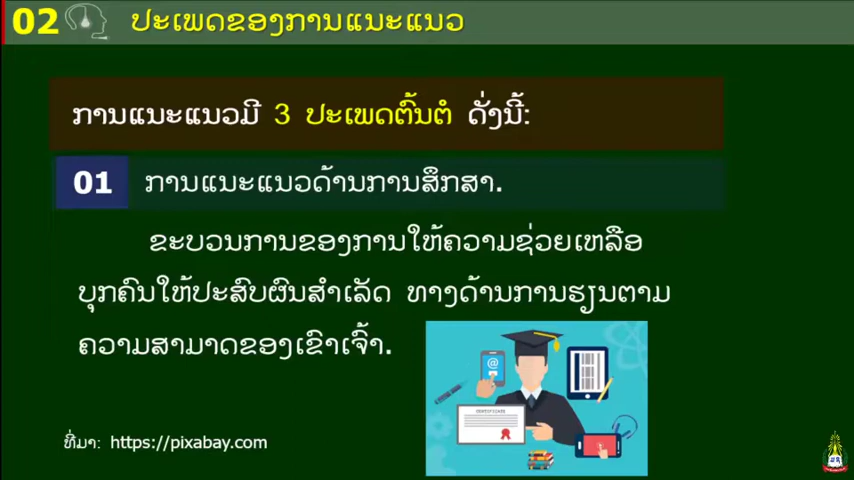 02 ປະເພດຂອງການແນະແນວ
ການແນະແນວມີ 3 ປະເພດຕົ້ນຕໍ ດັ່ງນີ້:
01 ການແນະແນວດ້ານການສຶກສາ.
ຂະບວນການຂອງການໃຫ້ຄວາມຊ່ວຍເຫລືອ
ບຸກຄົນໃຫ້ປະສົບຜົນສຳເລັດ ທາງດ້ານການຮຽນຕາມ
ຄວາມສາມາດຂອງເຂົາເຈົ້າ.
@
CERTIFICATE
ທີ່ມາ: https://pixabay.com